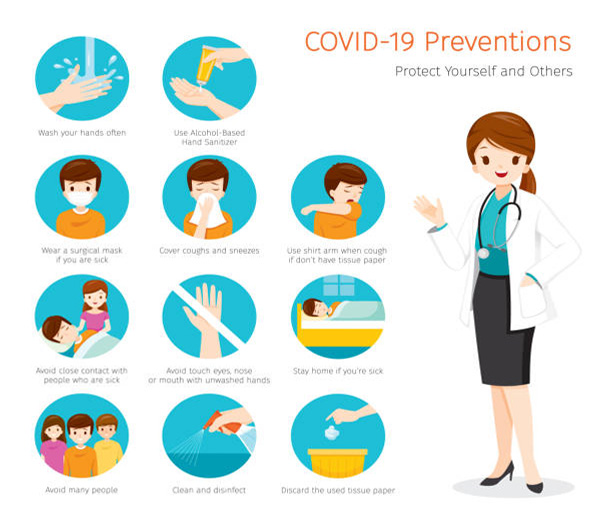 COVID-19 Preventions
Protect Yourself and Others
Wash your hands often
Use Alcohol-Based
Hand Sanitizer
Wear a surgical mask
if you are sick
Cover coughs and sneezes
Use shirt arm when cough
if don't have tissue paper
Avoid close contact with
people who are sick
Avoid touch eyes, nose
or mouth with unwashed hands
Stay home if you're sick
Avoid many people
Clean and disinfect
Discard the used tissue paper